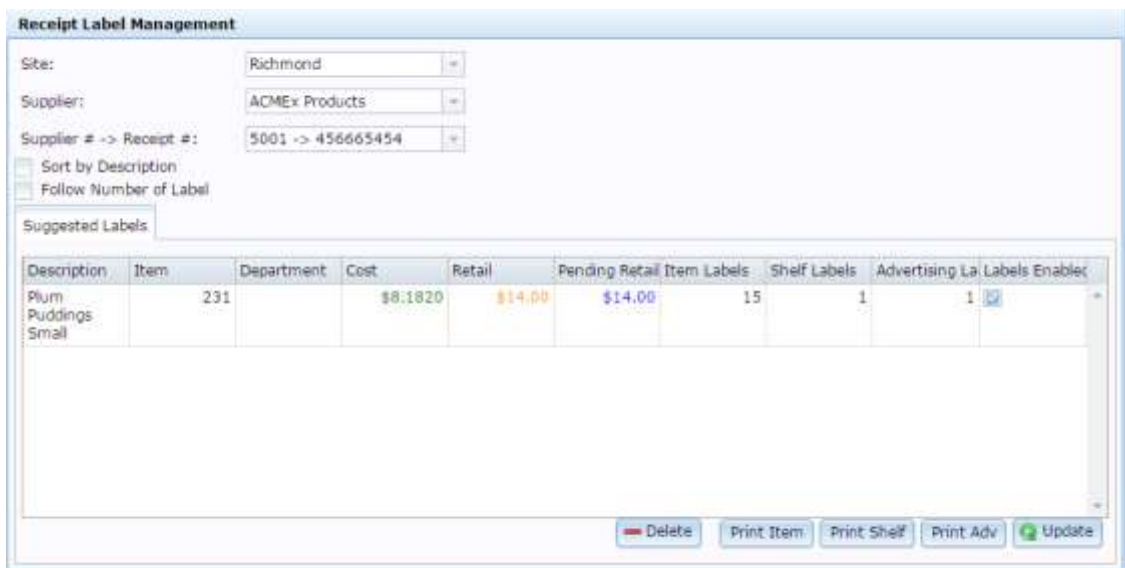 Receipt Label Management
Site: Richmond
Supplier: ACMEx Products
Supplier # -> Receipt #: 5001 -> 456665454
Sort by Description
Follow Number of Label
Suggested Labels
Description Item Department Cost Retail Pending Retail Item Labels Shelf Labels Advertising La Labels Enabled
Plum 231 $8.1820 $14.00 $14.00 15 1 1
Puddings
Small
Delete Print Item Print Shelf Print Adv Update